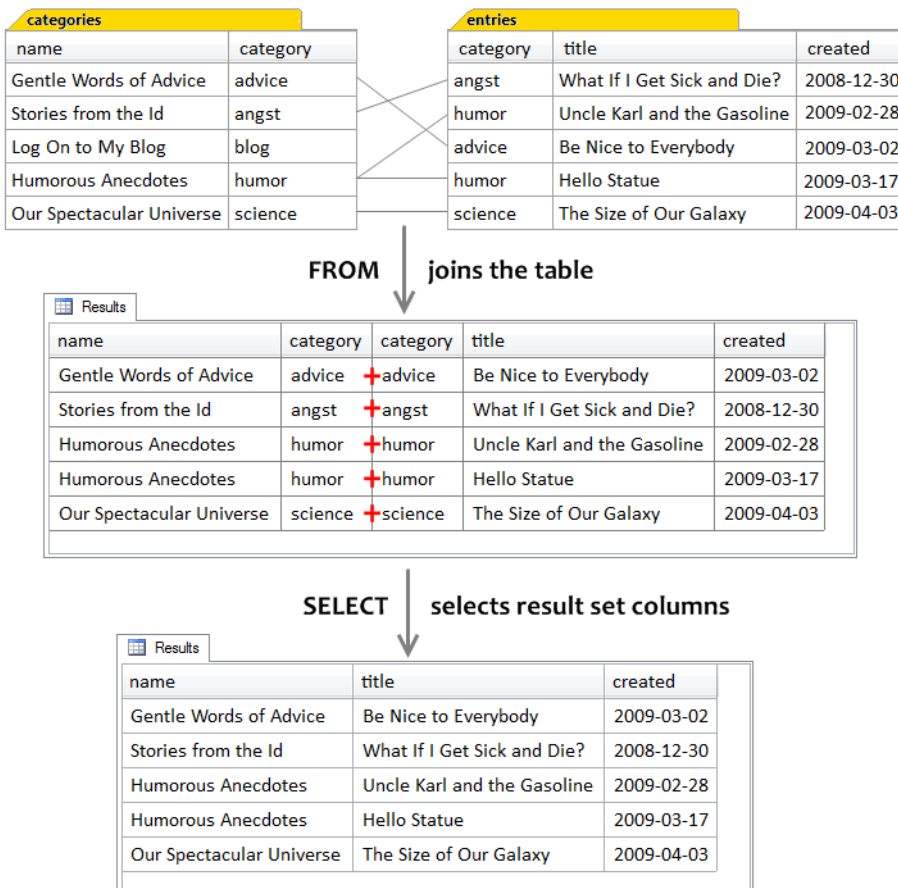 categories
name category
Gentle Words of Advice advice
Stories from the Id angst
Log On to My Blog blog
Humorous Anecdotes humor
Our Spectacular Universe science
entries
category title created
angst What If I Get Sick and Die? 2008-12-30
humor Uncle Karl and the Gasoline 2009-02-28
advice Be Nice to Everybody 2009-03-02
humor Hello Statue 2009-03-17
science The Size of Our Galaxy 2009-04-03
FROM joins the table
Results
name category category title created
Gentle Words of Advice advice +advice Be Nice to Everybody 2009-03-02
Stories from the Id angst +angst What If I Get Sick and Die? 2008-12-30
Humorous Anecdotes humor +humor Uncle Karl and the Gasoline 2009-02-28
Humorous Anecdotes humor +humor Hello Statue 2009-03-17
Our Spectacular Universe science +science The Size of Our Galaxy 2009-04-03
SELECT selects result set columns
Results
name title created
Gentle Words of Advice Be Nice to Everybody 2009-03-02
Stories from the Id What If I Get Sick and Die? 2008-12-30
Humorous Anecdotes Uncle Karl and the Gasoline 2009-02-28
Humorous Anecdotes Hello Statue 2009-03-17
Our Spectacular Universe The Size of Our Galaxy 2009-04-03